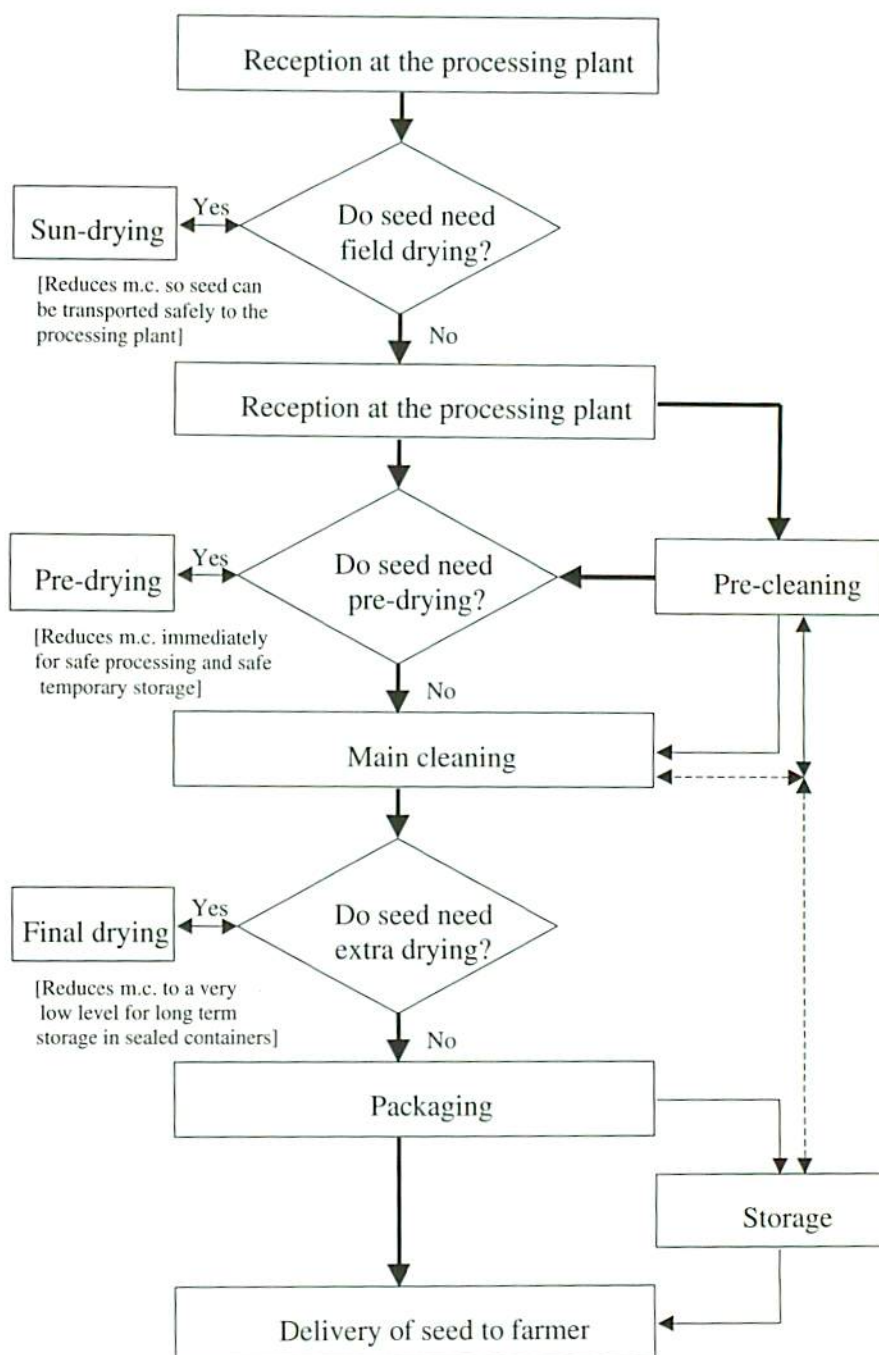 Reception at the processing plant
Yes
Do seed need
field drying?
Sun-drying
[Reduces m.c. so seed can
be transported safely to the
processing plant]
No
Reception at the processing plant
Yes
Do seed need
pre-drying?
Pre-drying
Pre-cleaning
[Reduces m.c. immediately
for safe processing and safe
temporary storage]
No
Main cleaning
Yes
Do seed need
extra drying?
Final drying
[Reduces m.c. to a very
low level for long term
storage in sealed containers]
No
Packaging
Storage
Delivery of seed to farmer